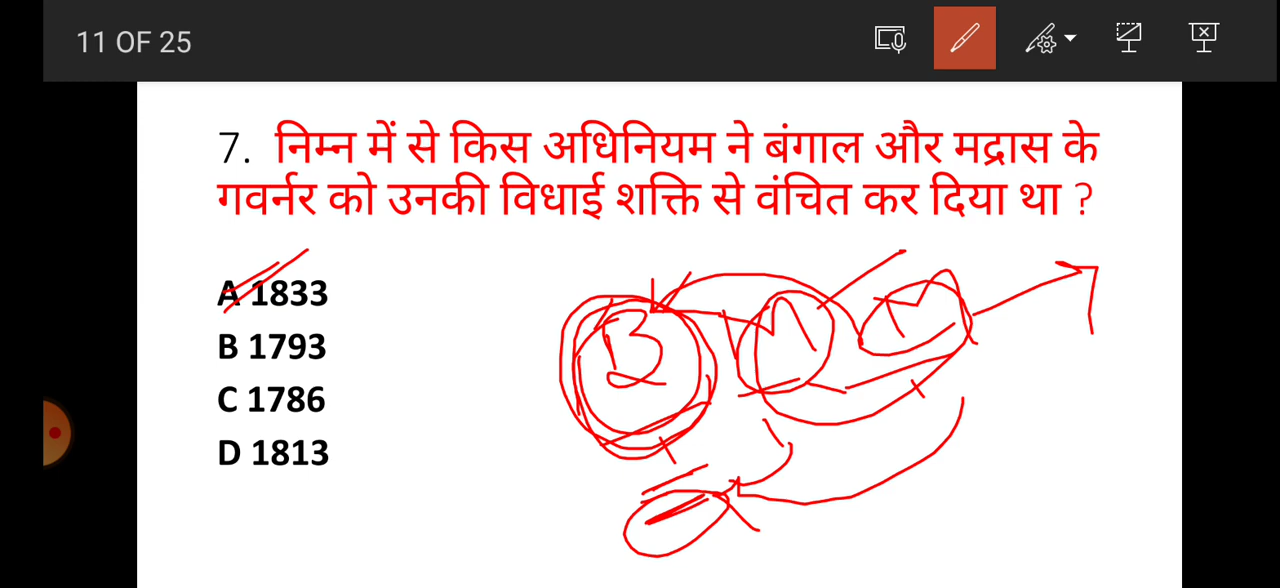 11 OF 25
7. निम्न में से किस अधिनियम ने बंगाल और मद्रास के
गवर्नर को उनकी विधाई शक्ति से वंचित कर दिया था ?
A 1833
B 1793
C 1786
D 1813
B M M